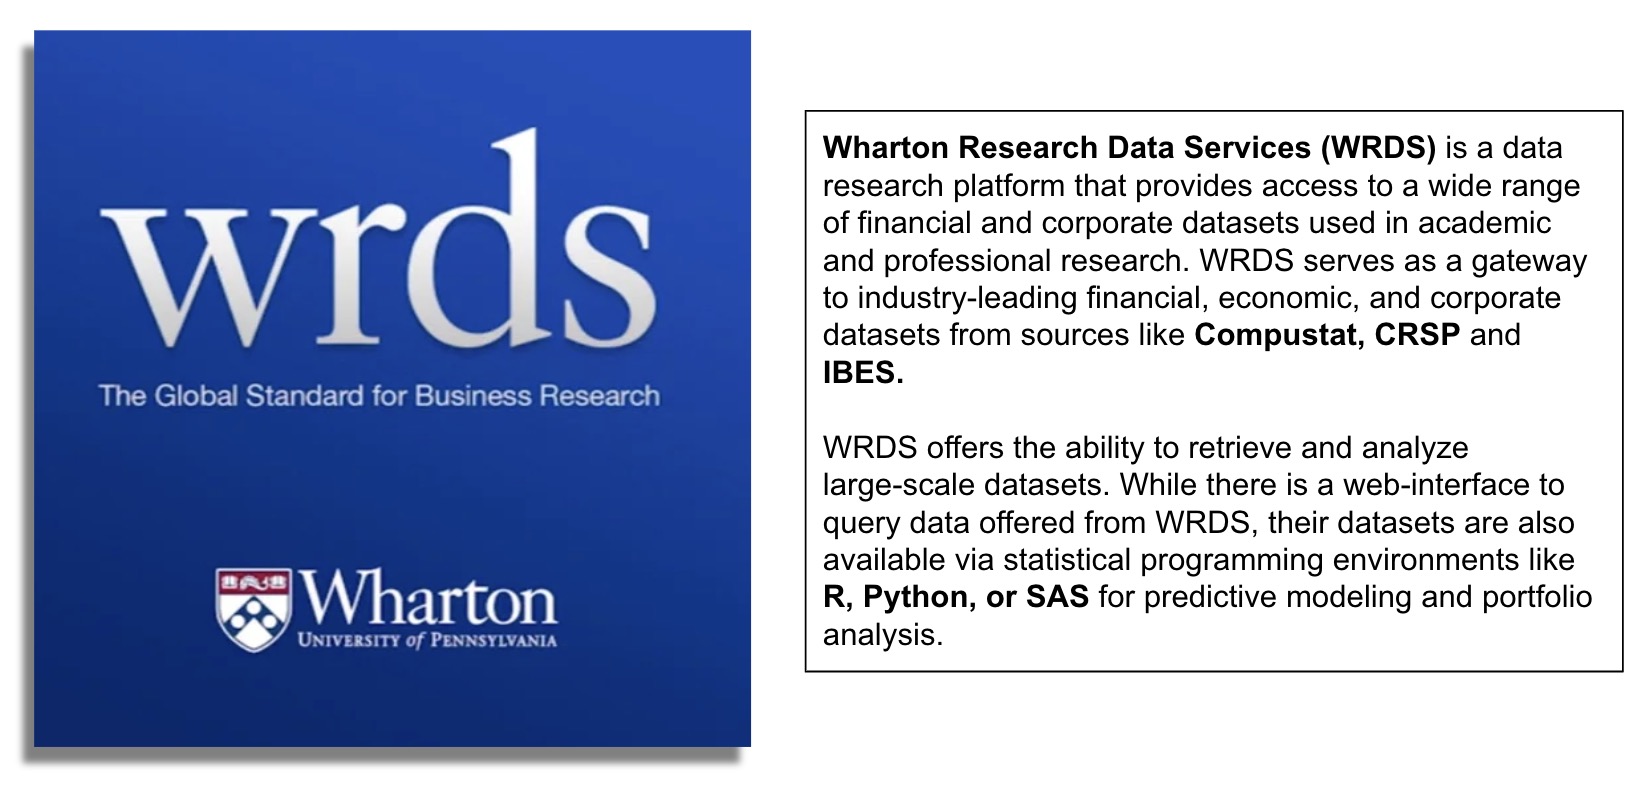 wrds
The Global Standard for Business Research
Wharton
UNIVERSITY of PENNSYLVANIA
Wharton Research Data Services (WRDS) is a data
research platform that provides access to a wide range
of financial and corporate datasets used in academic
and professional research. WRDS serves as a gateway
to industry-leading financial, economic, and corporate
datasets from sources like Compustat, CRSP and
IBES.
WRDS offers the ability to retrieve and analyze
large-scale datasets. While there is a web-interface to
query data offered from WRDS, their datasets are also
available via statistical programming environments like
R, Python, or SAS for predictive modeling and portfolio
analysis.